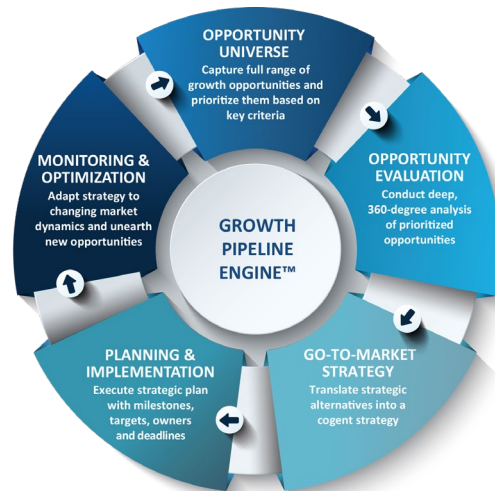 OPPORTUNITY
UNIVERSE
Capture full range of
growth opportunities and
prioritize them based on
key criteria
OPPORTUNITY
EVALUATION
Conduct deep,
360-degree analysis
of prioritized
opportunities
GO-TO-MARKET
STRATEGY
Translate strategic
alternatives into a
cogent strategy
PLANNING &
IMPLEMENTATION
Execute strategic plan
with milestones,
targets, owners
and deadlines
MONITORING &
OPTIMIZATION
Adapt strategy to
changing market
dynamics and unearth
new opportunities
GROWTH
PIPELINE
ENGINE™